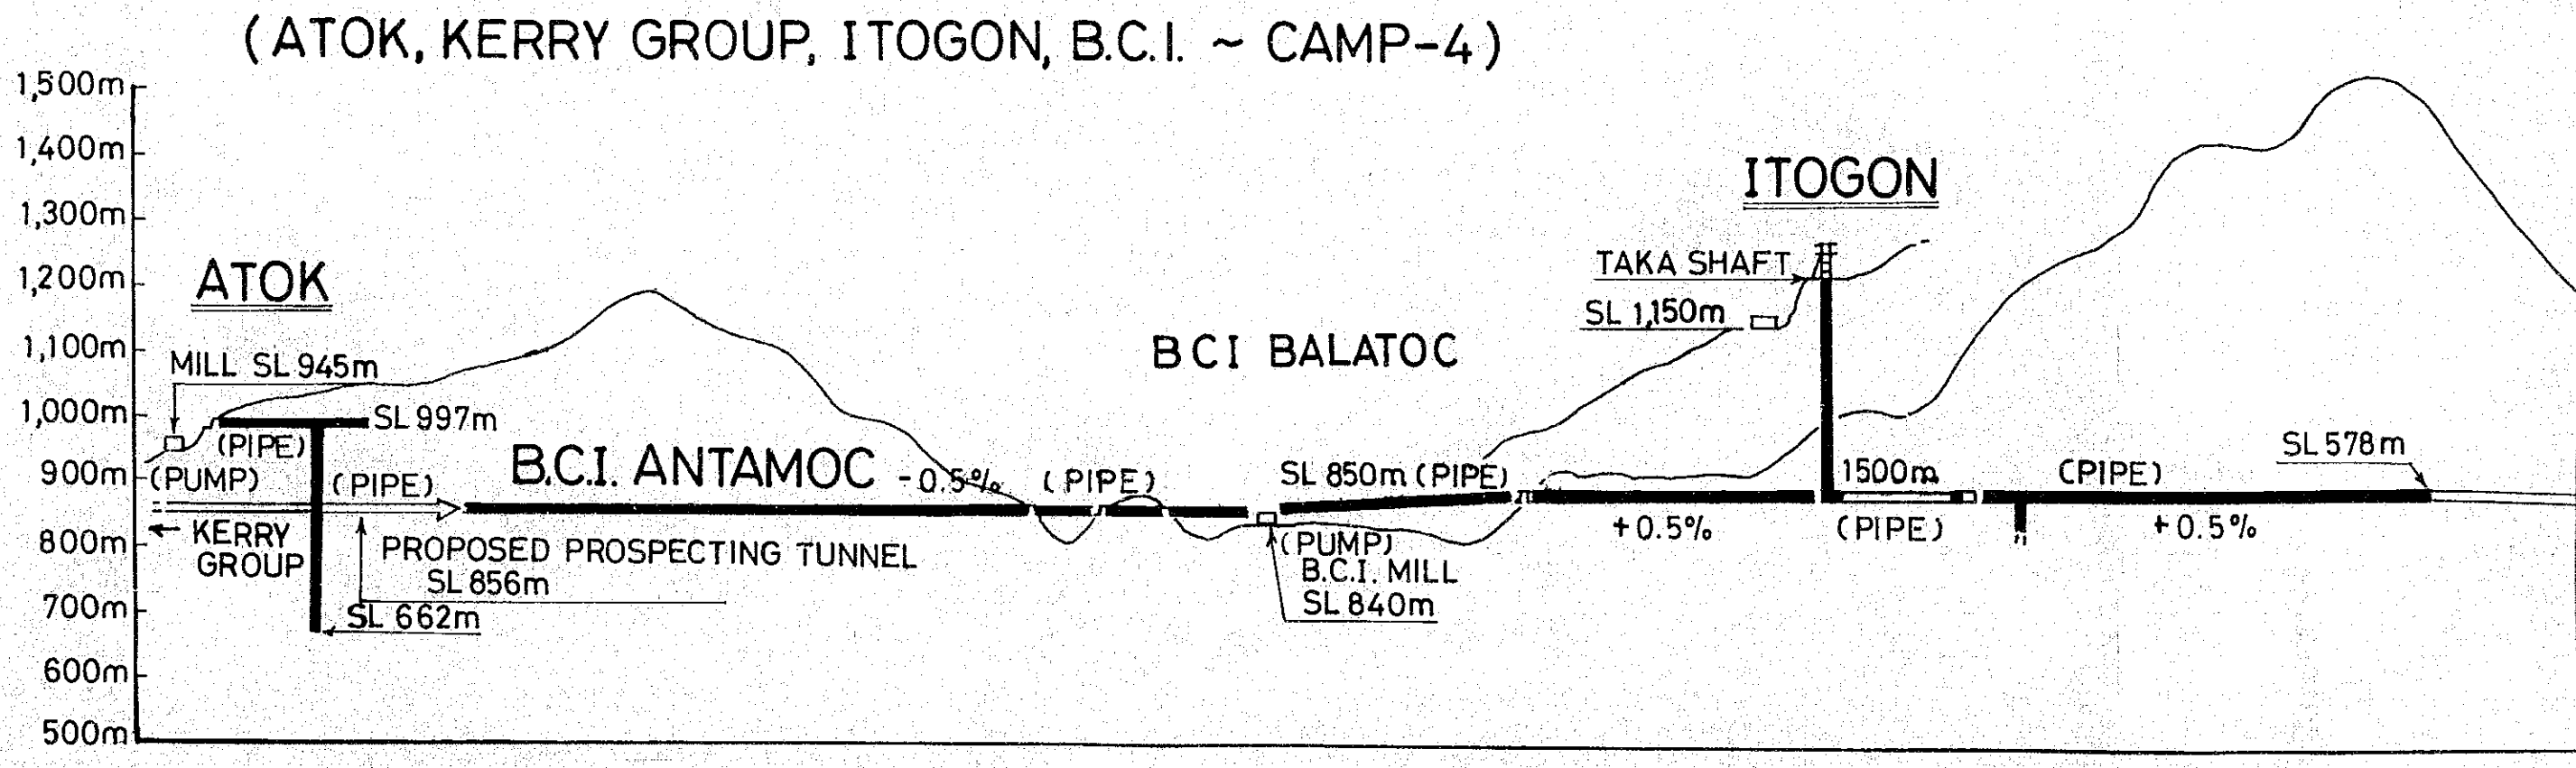 (ATOK, KERRY GROUP, ITOGON, B.C.I. ~ CAMP-4)
1,500m
1,400m
1,300m
1,200m
1,100m
1,000m
900m
800m
700m
600m
500m
ATOK
MILL SL 945m
SL 997m
(PIPE)
(PUMP)
(PIPE)
KERRY
GROUP
B.C.I. ANTAMOC
-0.5%
PROPOSED PROSPECTING TUNNEL
SL 856m
SL 662m
(PIPE)
BCI BALATOC
SL 850m (PIPE)
(PUMP)
B.C.I. MILL
SL 840m
ITOGON
TAKA SHAFT
SL 1,150m
+0.5%
1500m
(PIPE)
(PIPE)
+0.5%
SL 578m